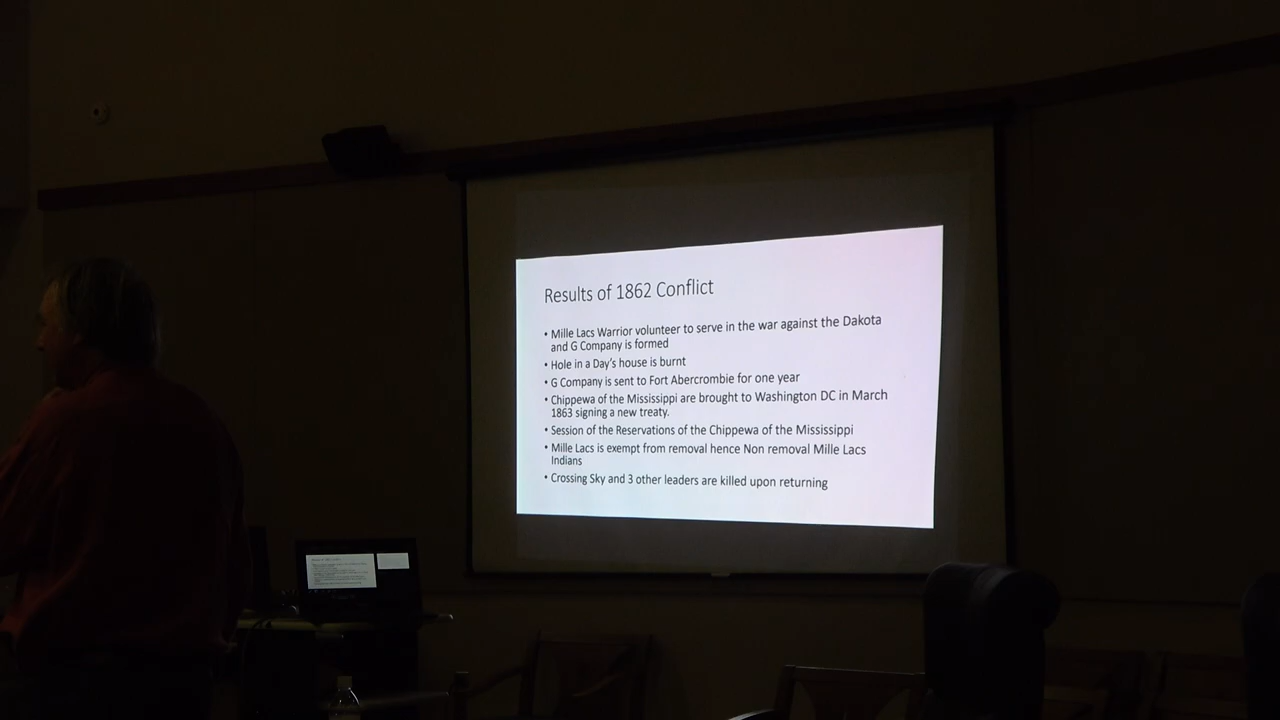 Results of 1862 Conflict
• Mille Lacs Warrior volunteer to serve in the war against the Dakota
and G Company is formed
• Hole in a Day's house is burnt
• G Company is sent to Fort Abercrombie for one year
• Chippewa of the Mississippi are brought to Washington DC in March
1863 signing a new treaty.
• Session of the Reservations of the Chippewa of the Mississippi
• Mille Lacs is exempt from removal hence Non removal Mille Lacs
Indians
• Crossing Sky and 3 other leaders are killed upon returning